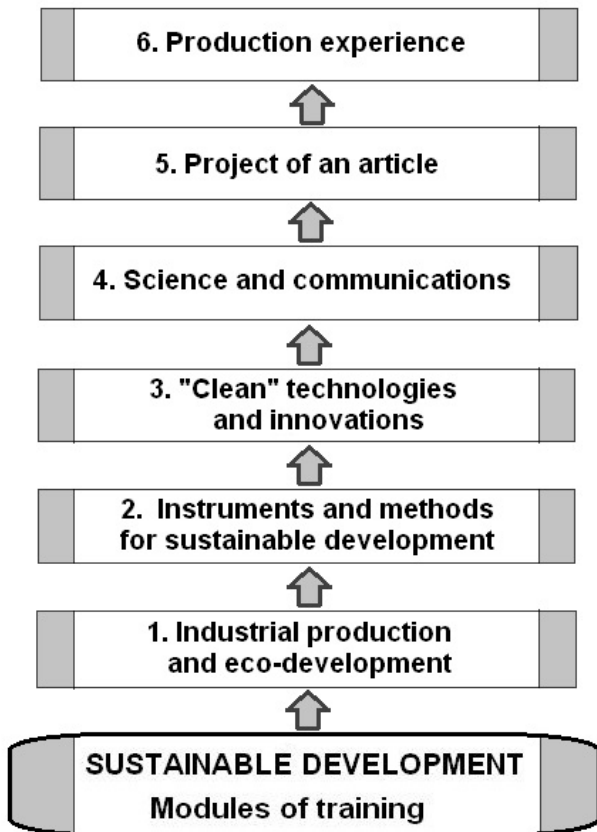 6. Production experience
5. Project of an article
4. Science and communications
3. "Clean" technologies
and innovations
2. Instruments and methods
for sustainable development
1. Industrial production
and eco-development
SUSTAINABLE DEVELOPMENT
Modules of training